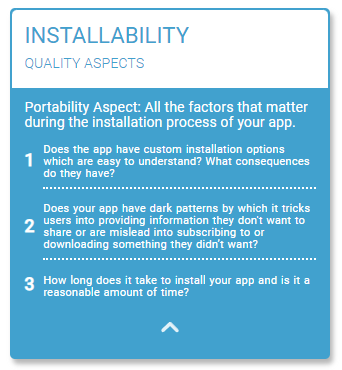 INSTALLABILITY
QUALITY ASPECTS
Portability Aspect: All the factors that matter
during the installation process of your app.
1 Does the app have custom installation options
which are easy to understand? What consequences
do they have?
2 Does your app have dark patterns by which it tricks
users into providing information they don't want to
share or are mislead into subscribing to or
downloading something they didn't want?
3 How long does it take to install your app and is it a
reasonable amount of time?